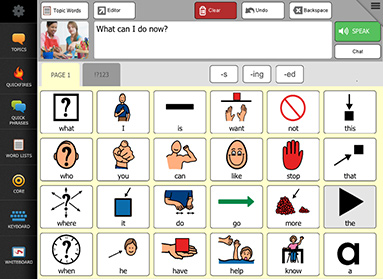 Topic Words
Editor
Clear
Undo
Backspace
What can I do now?
SPEAK
Chat
TOPICS
QUICKFIRES
QUICK
PHRASES
WORD LISTS
CORE
KEYBOARD
WHITEBOARD
PAGE 1
!?123
-s
-ing
-ed
what
I
is
want
not
this
who
you
can
like
stop
that
where
it
do
go
more
the
when
he
have
help
know
a
a